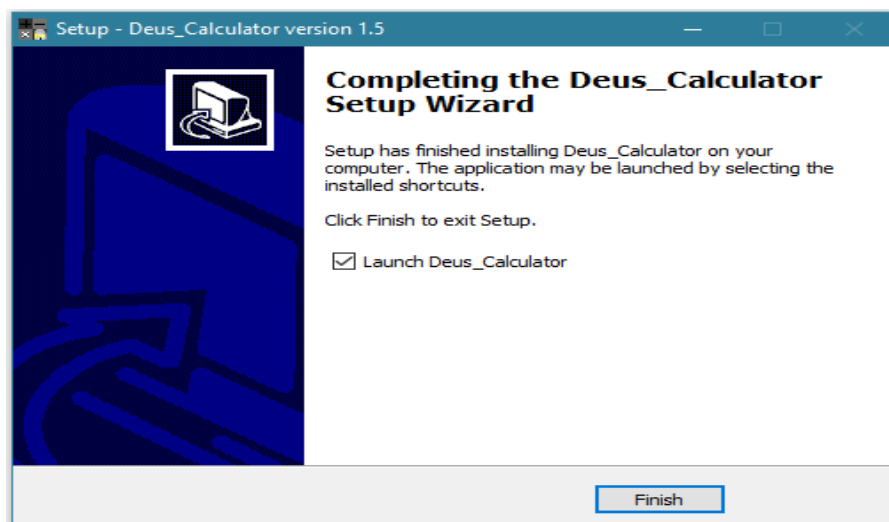 Setup - Deus_Calculator version 1.5
Completing the Deus_Calculator
Setup Wizard
Setup has finished installing Deus_Calculator on your
computer. The application may be launched by selecting the
installed shortcuts.
Click Finish to exit Setup.
Launch Deus_Calculator
Finish